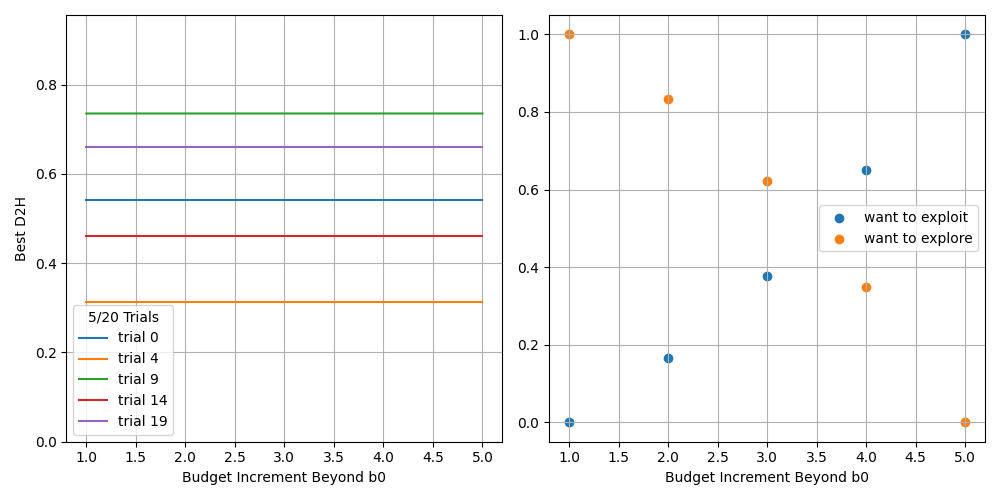 0.8
0.6
0.4
0.2
0.0
Best D2H
5/20 Trials
trial 0
trial 4
trial 9
trial 14
trial 19
1.0 1.5 2.0 2.5 3.0 3.5 4.0 4.5 5.0
Budget Increment Beyond b0
1.0
0.8
0.6
0.4
0.2
0.0
want to exploit
want to explore
1.0 1.5 2.0 2.5 3.0 3.5 4.0 4.5 5.0
Budget Increment Beyond b0